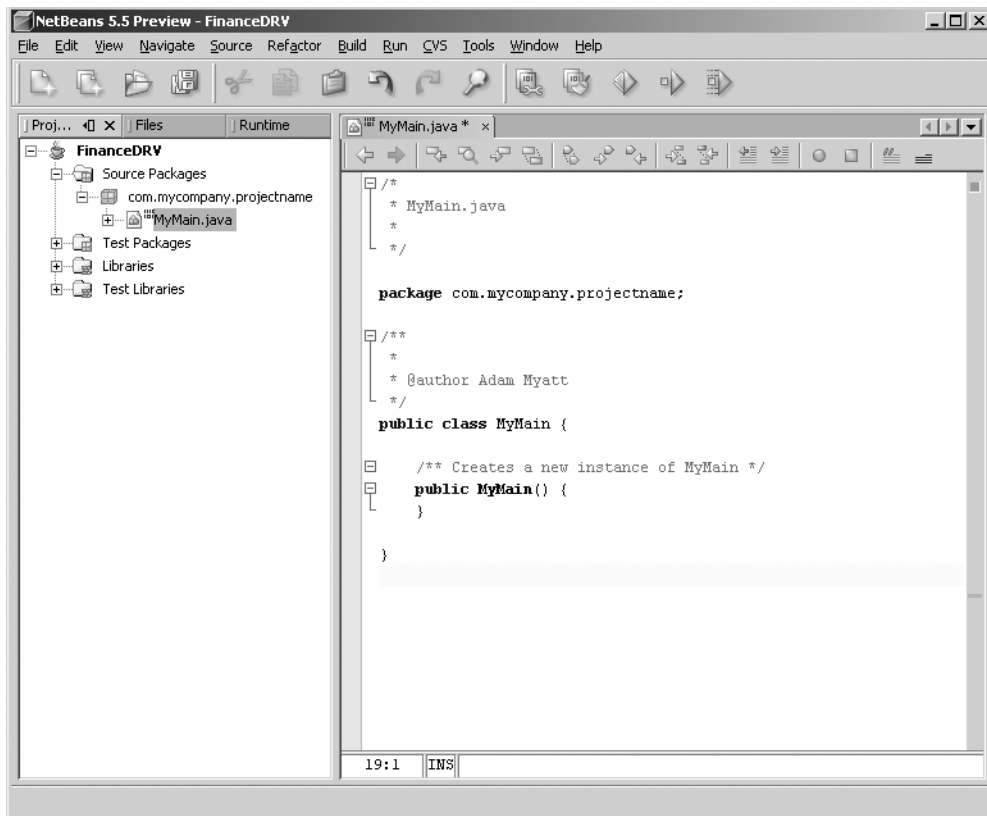 NetBeans 5.5 Preview - FinanceDRV
File Edit View Navigate Source Refactor Build Run CVS Tools Window Help
Proj... Files Runtime
FinanceDRV
Source Packages
com.mycompany.projectname
MyMain.java
Test Packages
Libraries
Test Libraries
MyMain.java *
/*
* MyMain.java
*
*/
package com.mycompany.projectname;
/**
*
* @author Adam Myatt
*/
public class MyMain {
/** Creates a new instance of MyMain */
public MyMain() {
}
}
19:1 INS